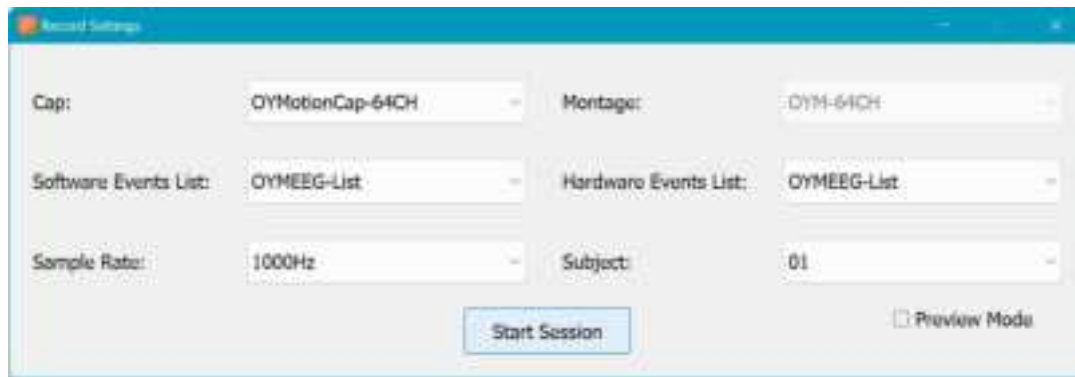 Record Settings
Cap: OYMotionCap-64CH Montage: OYM-64CH
Software Events List: OYMEEG-List Hardware Events List: OYMEEG-List
Sample Rate: 1000Hz Subject: 01
Start Session Preview Mode